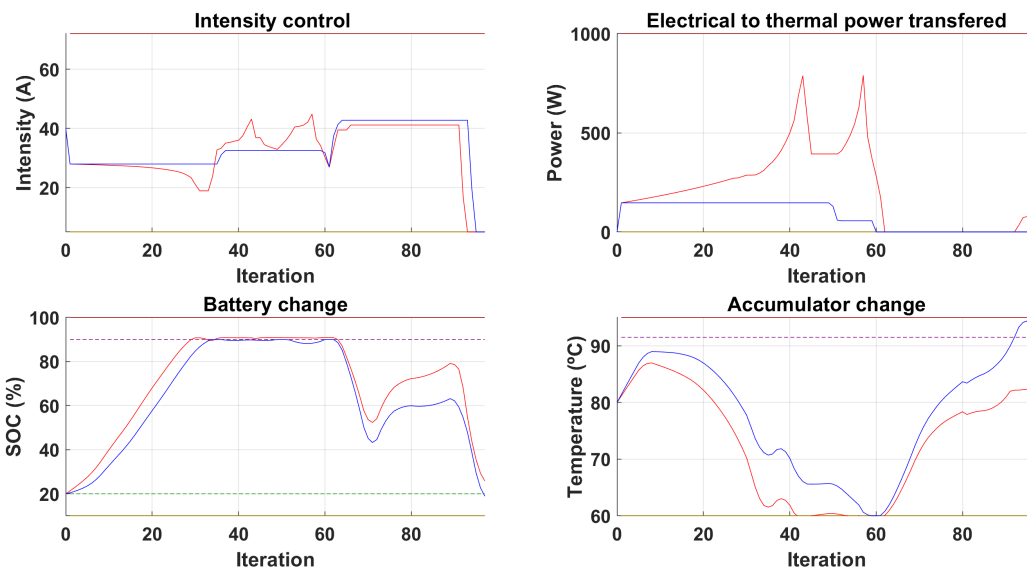 Intensity control
Intensity (A)
60
40
20
0 20 40 60 80
Iteration
Electrical to thermal power transfered
Power (W)
1000
500
0
0 20 40 60 80
Iteration
Battery change
SOC (%)
100
80
60
40
20
0 20 40 60 80
Iteration
Accumulator change
Temperature (ºC)
90
80
70
60
0 20 40 60 80
Iteration